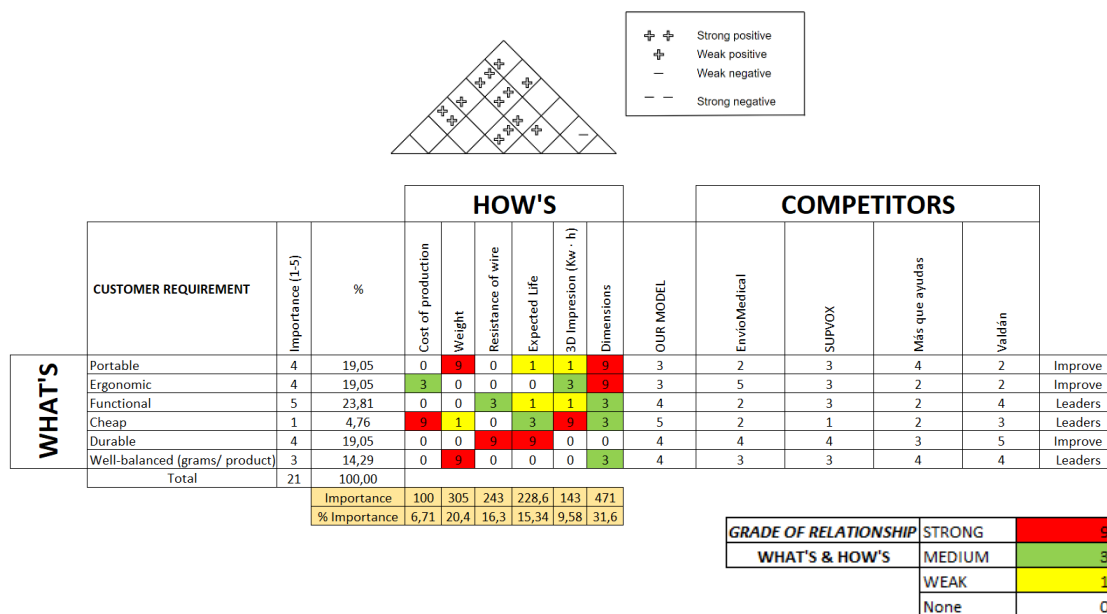 Strong positive
Weak positive
Weak negative
Strong negative
HOW'S
COMPETITORS
CUSTOMER REQUIREMENT Importance (1-5) % Cost of production Weight Resistance of wire Expected Life 3D Impresion (Kw · h) Dimensions OUR MODEL EnvíoMedical SUPVOX Más que ayudas Valdán
WHAT'S
Portable 4 19,05 0 9 0 1 1 9 3 2 3 4 2 Improve
Ergonomic 4 19,05 3 0 0 0 3 9 3 5 3 2 2 Improve
Functional 5 23,81 0 0 3 1 1 3 4 2 3 2 4 Leaders
Cheap 1 4,76 9 1 0 3 9 3 5 2 1 2 3 Leaders
Durable 4 19,05 0 0 9 9 0 0 4 4 4 3 5 Improve
Well-balanced (grams/ product) 3 14,29 0 9 0 0 0 3 4 3 3 4 4 Leaders
Total 21 100,00
Importance 100 305 243 228,6 143 471
% Importance 6,71 20,4 16,3 15,34 9,58 31,6
GRADE OF RELATIONSHIP STRONG 9
WHAT'S & HOW'S MEDIUM 3
WEAK 1
None 0